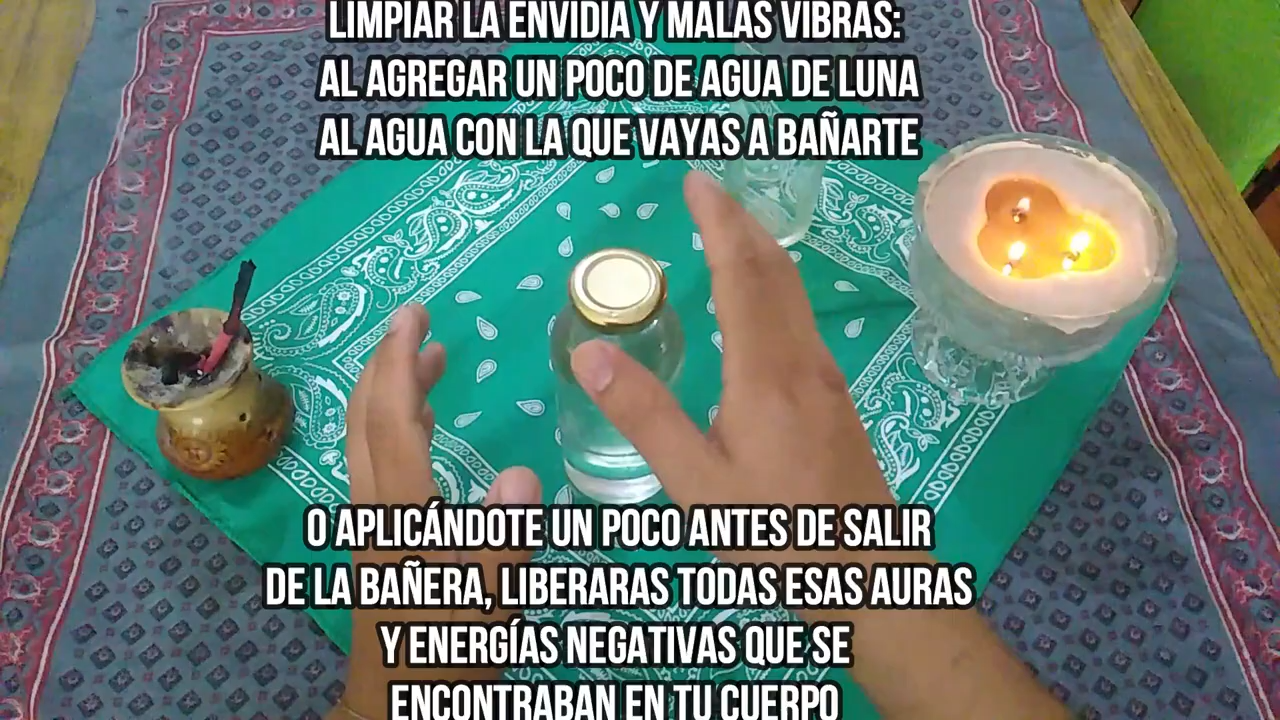 LIMPIAR LA ENVIDIA Y MALAS VIBRAS:
AL AGREGAR UN POCO DE AGUA DE LUNA
AL AGUA CON LA QUE VAYAS A BAÑARTE
O APLICÁNDOTE UN POCO ANTES DE SALIR
DE LA BAÑERA, LIBERARAS TODAS ESAS AURAS
Y ENERGÍAS NEGATIVAS QUE SE
ENCONTRABAN EN TU CUERPO